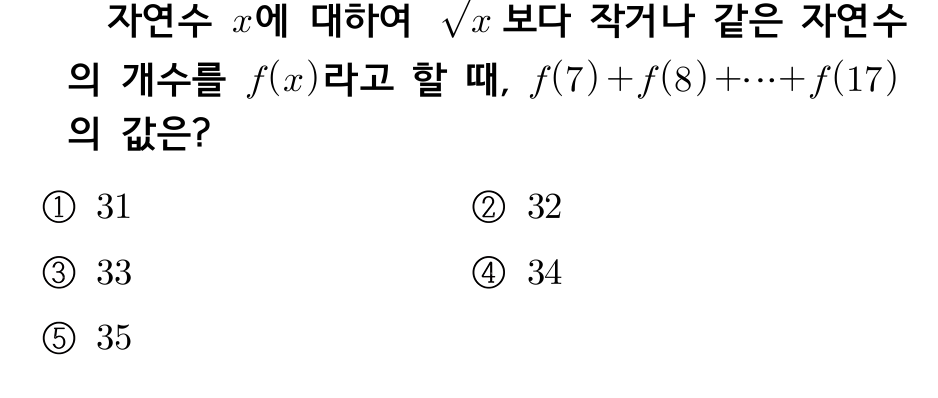 자연수 x에 대하여 √x 보다 작거나 같은 자연수
의 개수를 f(x)라고 할 때, f(7)+f(8)+⋯+f(17)
의 값은?
① 31 ② 32
③ 33 ④ 34
⑤ 35